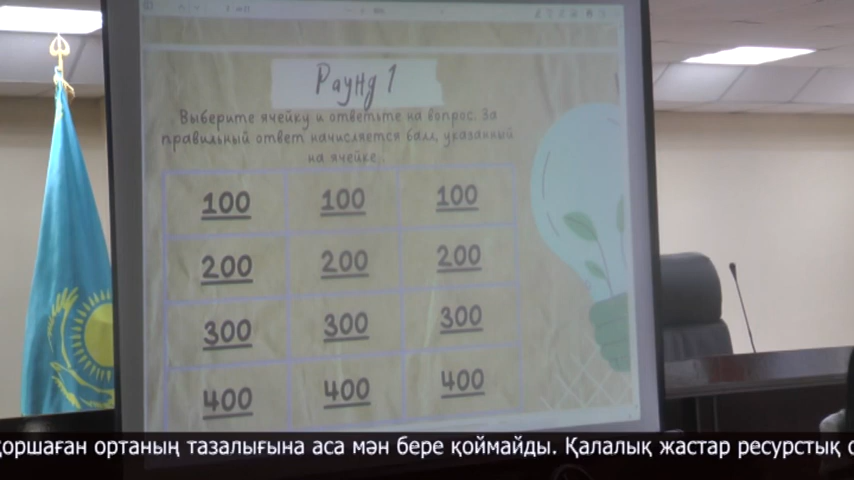 Раунд 1
Выберите ячейку и ответьте на вопрос. За
правильный ответ начисляется балл, указанный
на ячейке.
100 100 100
200 200 200
300 300 300
400 400 400
қоршаған ортаның тазалығына аса мән бере қоймайды. Қалалық жастар ресурстық